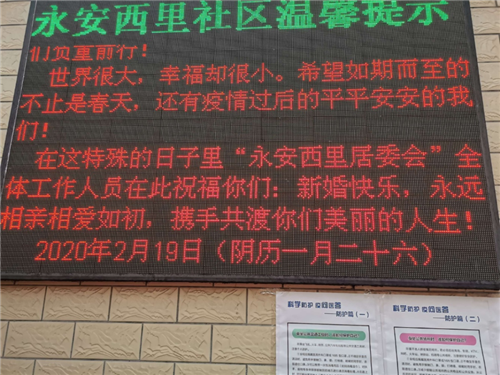 永安西里社区温馨提示
们负重前行!
世界很大,幸福却很小。希望如期而至的
不止是春天,还有疫情过后的平平安安的我
们!
在这特殊的日子里“永安西里居委会”全
体工作人员在此祝福你们:新婚快乐,永远
相亲相爱如初,携手共渡你们美丽的人生!
2020年2月19日(阴历一月二十六)
科学防护 疫问医答
——防护篇(一)
科学防护 疫问医答
——防护篇(二)